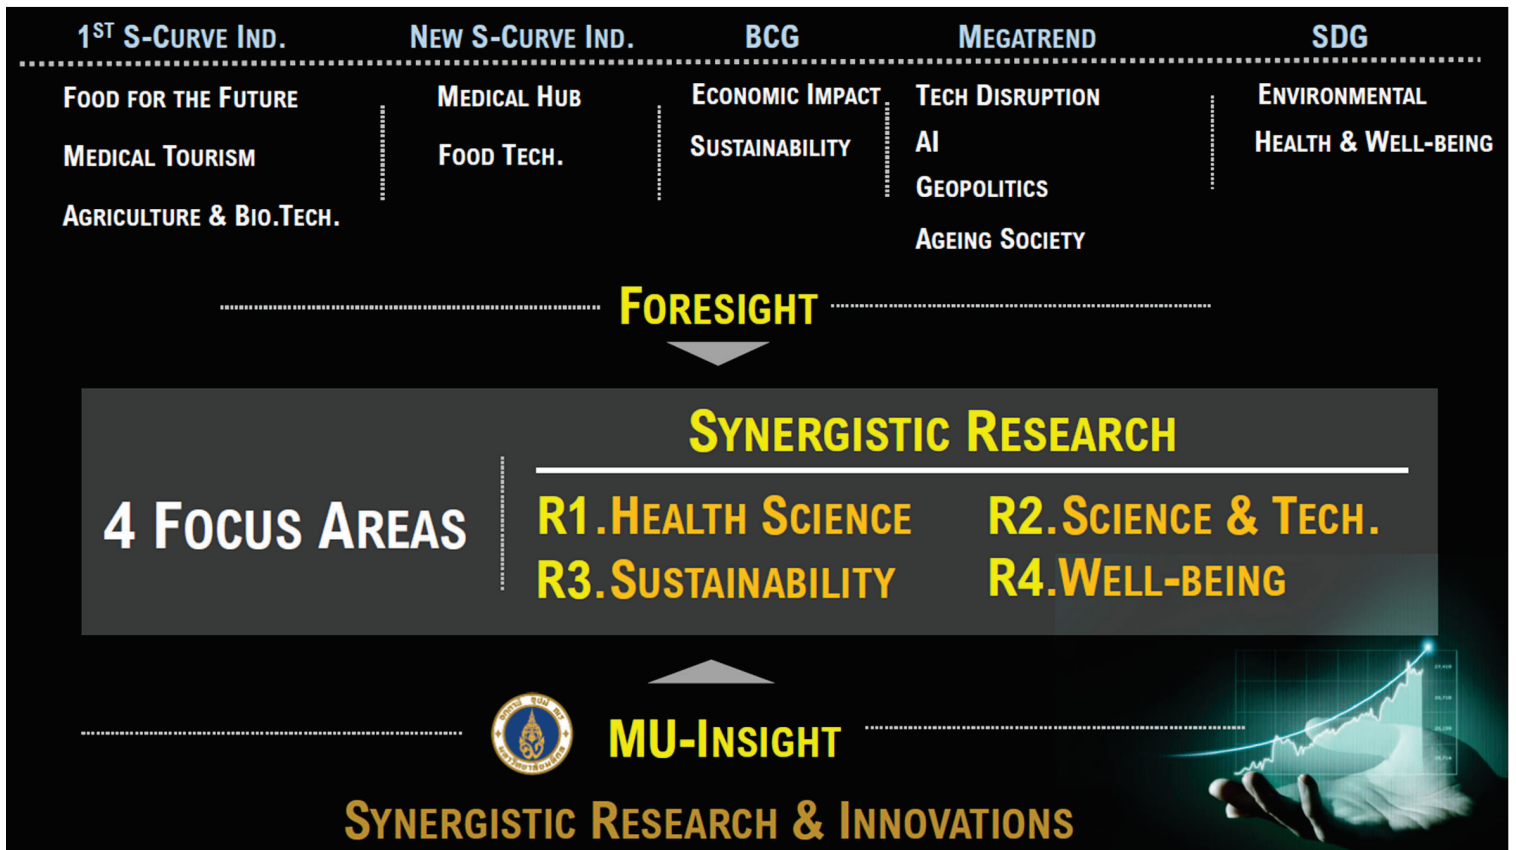 1ST S-CURVE IND.
NEW S-CURVE IND.
BCG
MEGATREND
SDG
FOOD FOR THE FUTURE
MEDICAL TOURISM
AGRICULTURE & BIO.TECH.
MEDICAL HUB
FOOD TECH.
ECONOMIC IMPACT
SUSTAINABILITY
TECH DISRUPTION
AI
GEOPOLITICS
AGEING SOCIETY
ENVIRONMENTAL
HEALTH & WELL-BEING
FORESIGHT
4 FOCUS AREAS
SYNERGISTIC RESEARCH
R1.HEALTH SCIENCE
R2.SCIENCE & TECH.
R3.SUSTAINABILITY
R4.WELL-BEING
MU-INSIGHT
SYNERGISTIC RESEARCH & INNOVATIONS